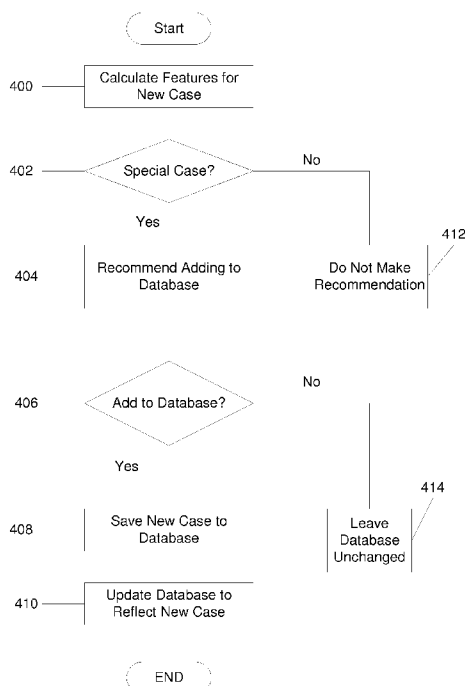 Start
400
Calculate Features for
New Case
402
Special Case?
No
Yes
412
404
Recommend Adding to
Database
Do Not Make
Recommendation
406
Add to Database?
No
Yes
414
408
Save New Case to
Database
Leave
Database
Unchanged
410
Update Database to
Reflect New Case
END